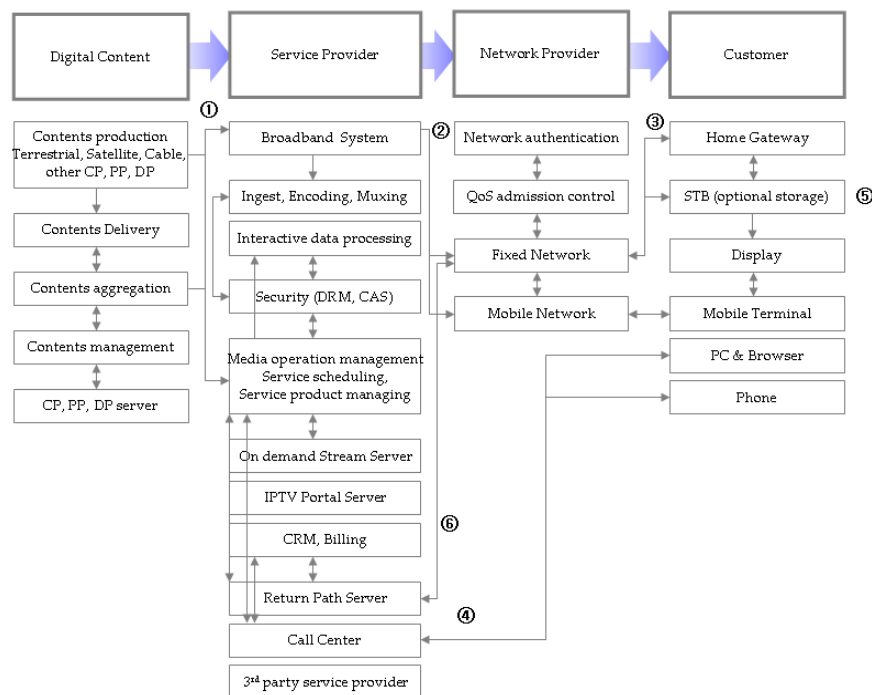 Digital Content
Service Provider
Network Provider
Customer
①
Contents production
Terrestrial, Satellite, Cable,
other CP, PP, DP
Contents Delivery
Contents aggregation
Contents management
CP, PP, DP server
Broadband System
Ingest, Encoding, Muxing
Interactive data processing
Security (DRM, CAS)
Media operation management
Service scheduling,
Service product managing
On demand Stream Server
IPTV Portal Server
CRM, Billing
Return Path Server
Call Center
3rd party service provider
②
Network authentication
QoS admission control
Fixed Network
Mobile Network
⑥
④
③
Home Gateway
STB (optional storage)
⑤
Display
Mobile Terminal
PC & Browser
Phone